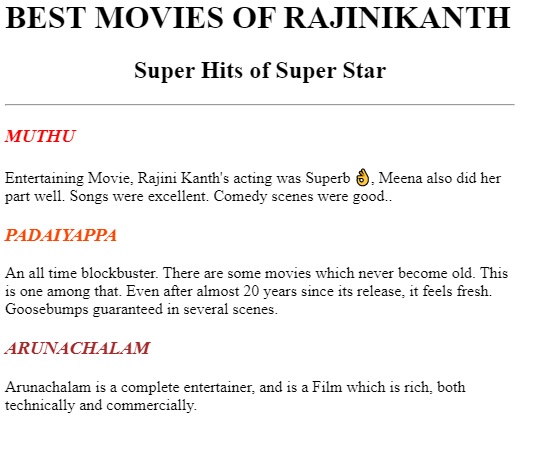 BEST MOVIES OF RAJINIKANTH
Super Hits of Super Star
MUTHU
Entertaining Movie, Rajini Kanth's acting was Superb 👌, Meena also did her
part well. Songs were excellent. Comedy scenes were good..
PADAIYAPPA
An all time blockbuster. There are some movies which never become old. This
is one among that. Even after almost 20 years since its release, it feels fresh.
Goosebumps guaranteed in several scenes.
ARUNACHALAM
Arunachalam is a complete entertainer, and is a Film which is rich, both
technically and commercially.